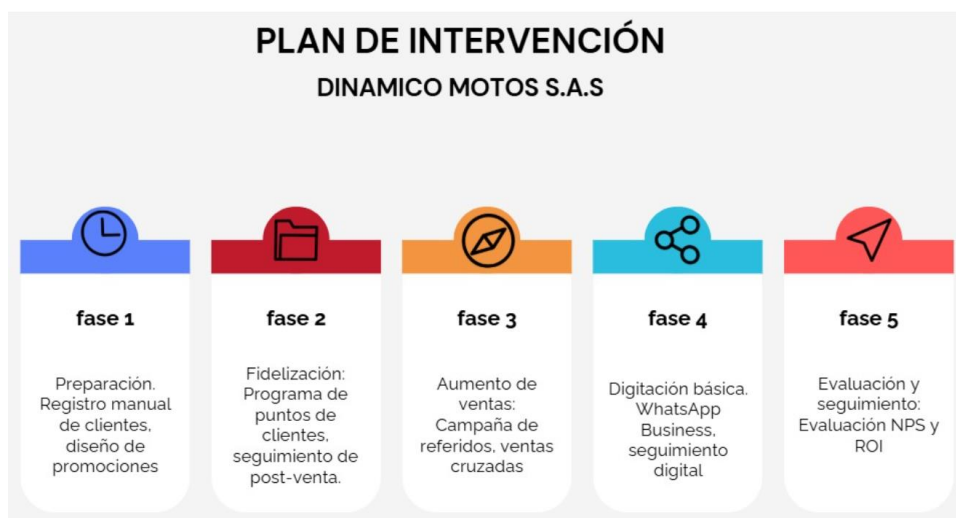 PLAN DE INTERVENCIÓN
DINAMICO MOTOS S.A.S
fase 1
Preparación.
Registro manual
de clientes,
diseño de
promociones
fase 2
Fidelización:
Programa de
puntos de
clientes,
seguimiento de
post-venta.
fase 3
Aumento de
ventas:
Campaña de
referidos, ventas
cruzadas
fase 4
Digitación básica.
WhatsApp
Business,
seguimiento
digital
fase 5
Evaluación y
seguimiento:
Evaluación NPS y
ROI